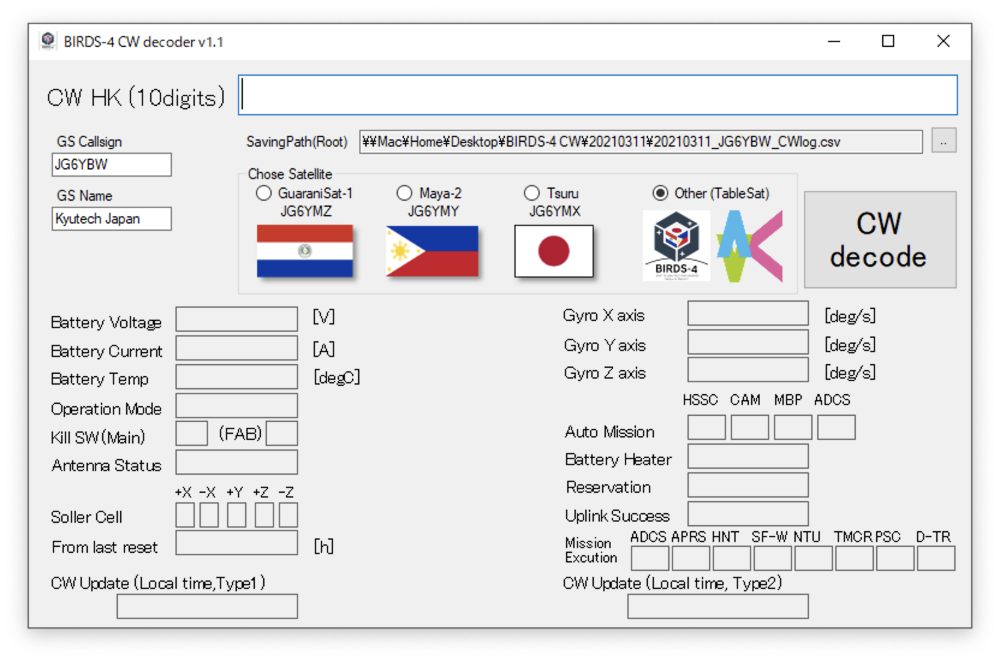 BIRDS-4 CW decoder v1.1
CW HK (10digits)
GS Callsign
JG6YBW
SavingPath(Root)
¥¥Mac¥Home¥Desktop¥BIRDS-4 CW¥20210311¥20210311_JG6YBW_CWlog.csv
..
GS Name
Kyutech Japan
Chose Satellite
GuaraniSat-1
JG6YMZ
Maya-2
JG6YMY
Tsuru
JG6YMX
Other (TableSat)
BIRDS-4
CW
decode
Battery Voltage [V]
Battery Current [A]
Battery Temp [degC]
Operation Mode
Kill SW(Main) (FAB)
Antenna Status
+X -X +Y +Z -Z
Soller Cell
From last reset [h]
CW Update (Local time,Type1)
Gyro X axis [deg/s]
Gyro Y axis [deg/s]
Gyro Z axis [deg/s]
HSSC CAM MBP ADCS
Auto Mission
Battery Heater
Reservation
Uplink Success
ADCS APRS HNT SF-W NTU TMCR PSC D-TR
Mission
Excution
CW Update (Local time, Type2)